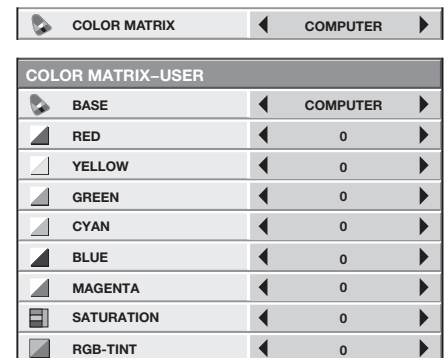 COLOR MATRIX COMPUTER
COLOR MATRIX–USER
BASE COMPUTER
RED 0
YELLOW 0
GREEN 0
CYAN 0
BLUE 0
MAGENTA 0
SATURATION 0
RGB-TINT 0